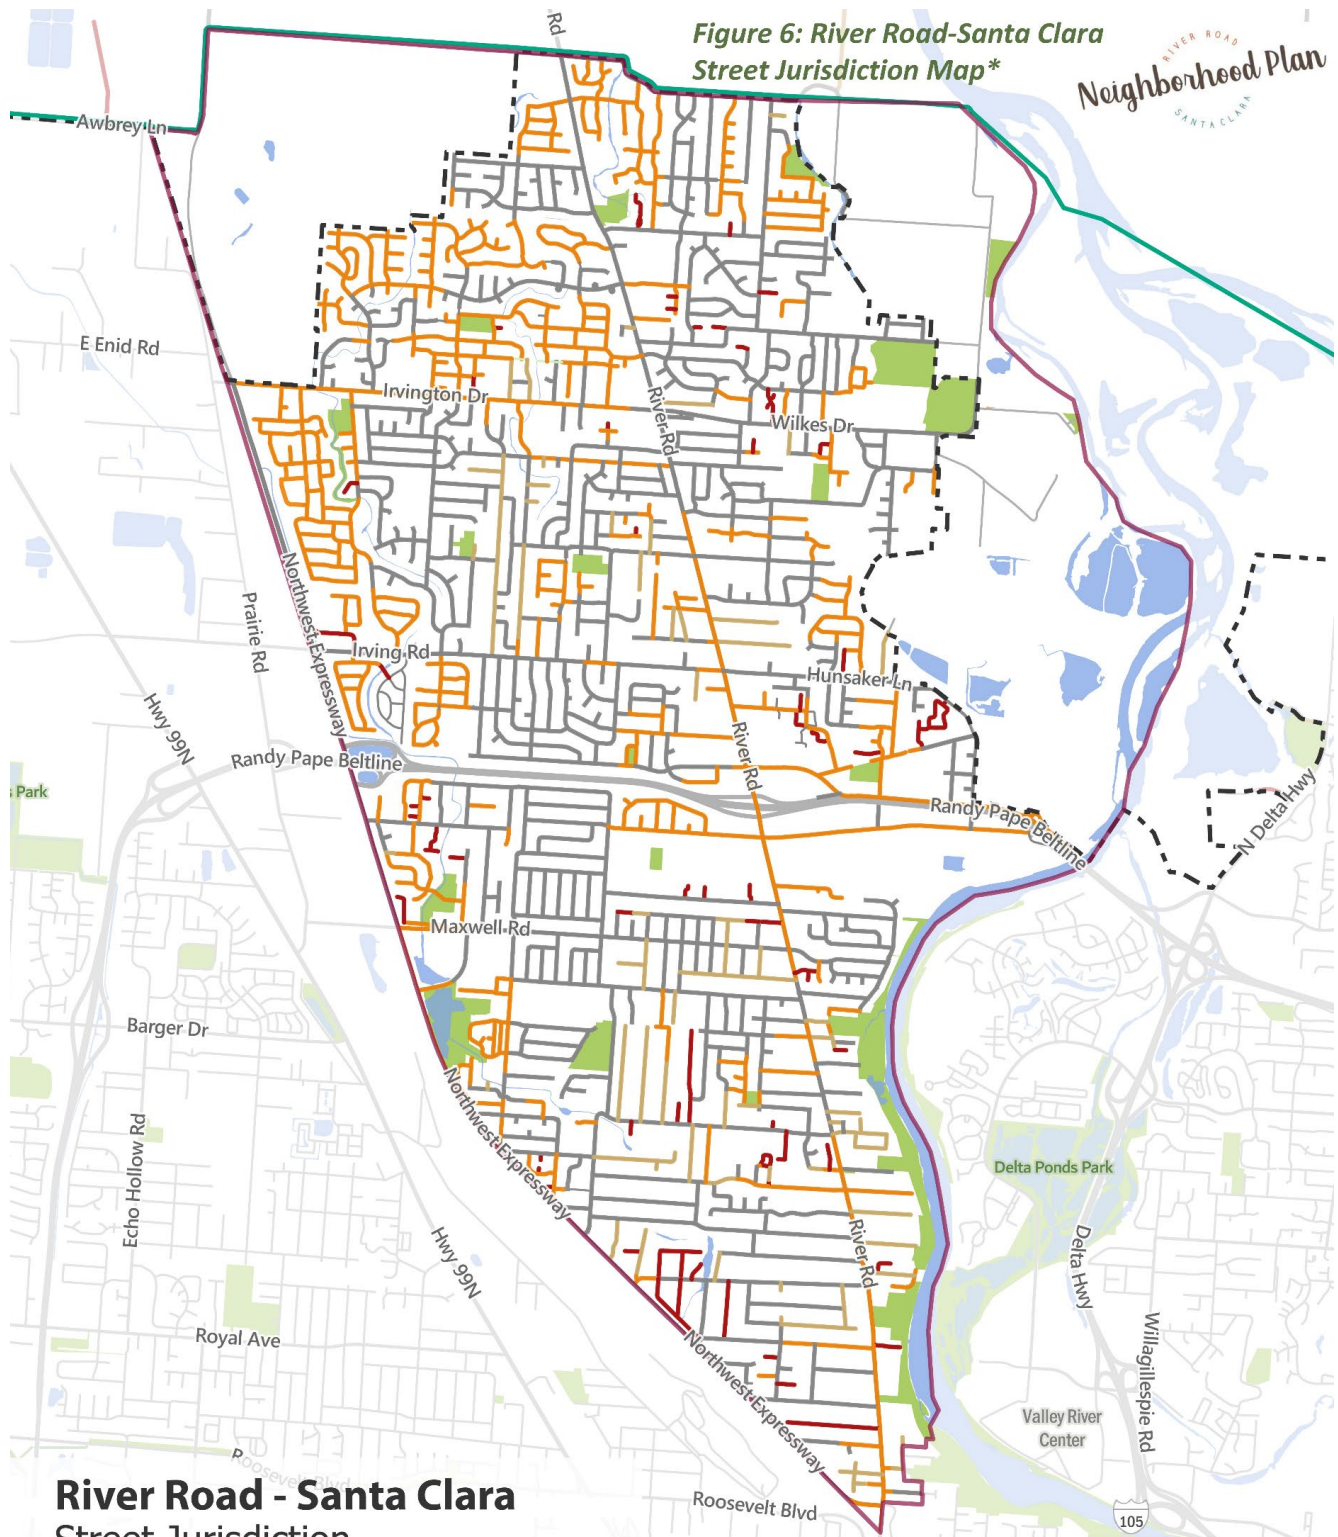 Rd
Figure 6: River Road-Santa Clara
Street Jurisdiction Map*
RIVER ROAD
Neighborhood Plan
SANTA CLARA
Awbrey Ln
E Enid Rd
Irvington Dr
River Rd
Wilkes Dr
Northwest Expressway
Prairie Rd
Irving Rd
Hunsaker Ln
Hwy 99N
River Rd
Randy Pape Beltline
s Park
Randy Pape Beltline
N Delta Hwy
Maxwell Rd
Barger Dr
Northwest Expressway
Echo Hollow Rd
Delta Ponds Park
Hwy 99N
River Rd
Delta Hwy
Royal Ave
Northwest Expressway
Willagillespie Rd
Valley River
Center
Roosevelt Blvd
River Road - Santa Clara
Roosevelt Blvd
105
Street Jurisdiction